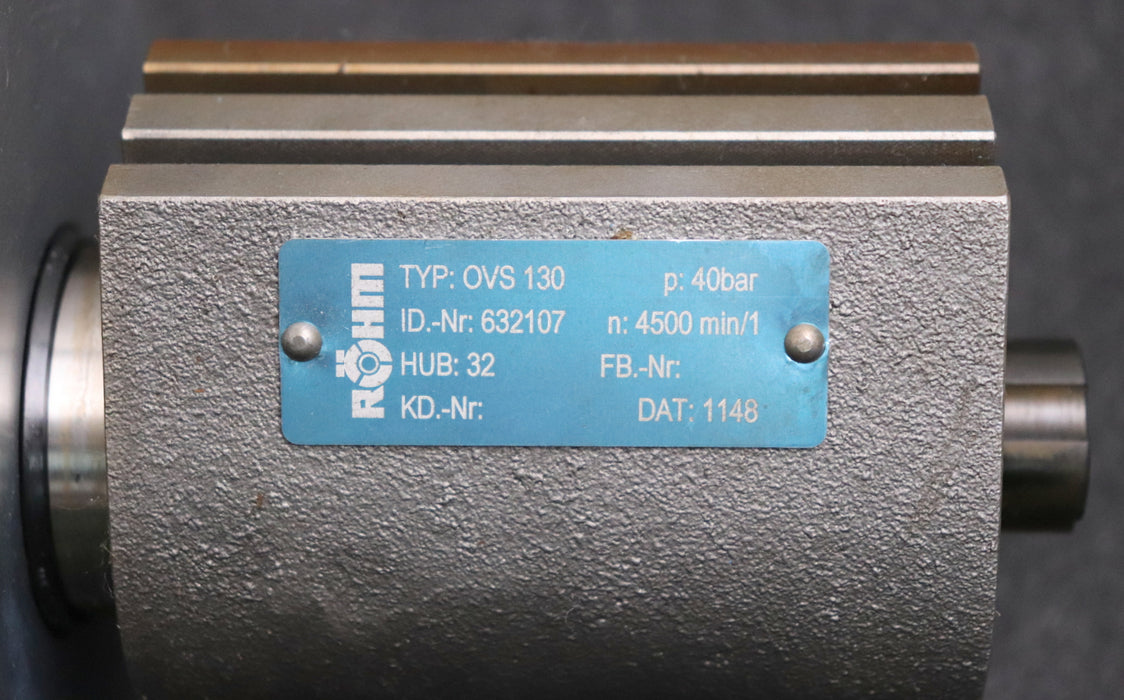 RÖHM
TYP: OVS 130 p: 40bar
ID.-Nr: 632107 n: 4500 min/1
HUB: 32 FB.-Nr:
KD.-Nr: DAT: 1148